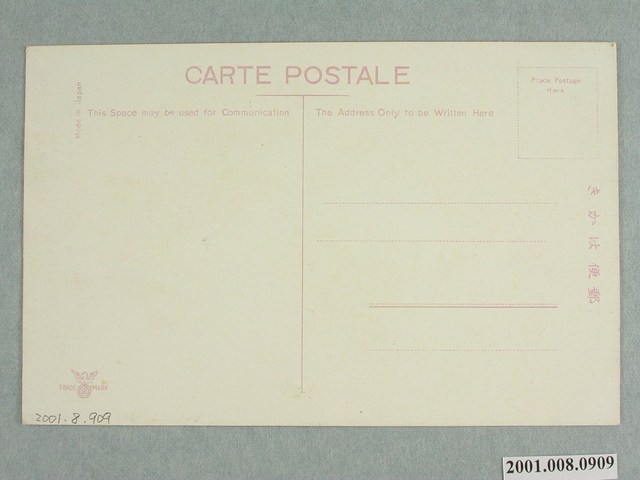 CARTE POSTALE
Made in Japan
This Space may be used for Communication
The Address Only to be Written Here
Place Postage
Here
きかは便郵
TRADE MARK
2001.8.909
2001.008.0909